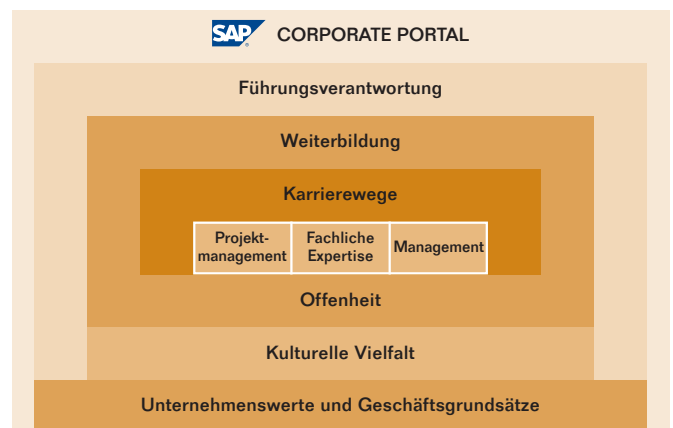 SAP CORPORATE PORTAL
Führungsverantwortung
Weiterbildung
Karrierewege
Projekt-
management
Fachliche
Expertise
Management
Offenheit
Kulturelle Vielfalt
Unternehmenswerte und Geschäftsgrundsätze